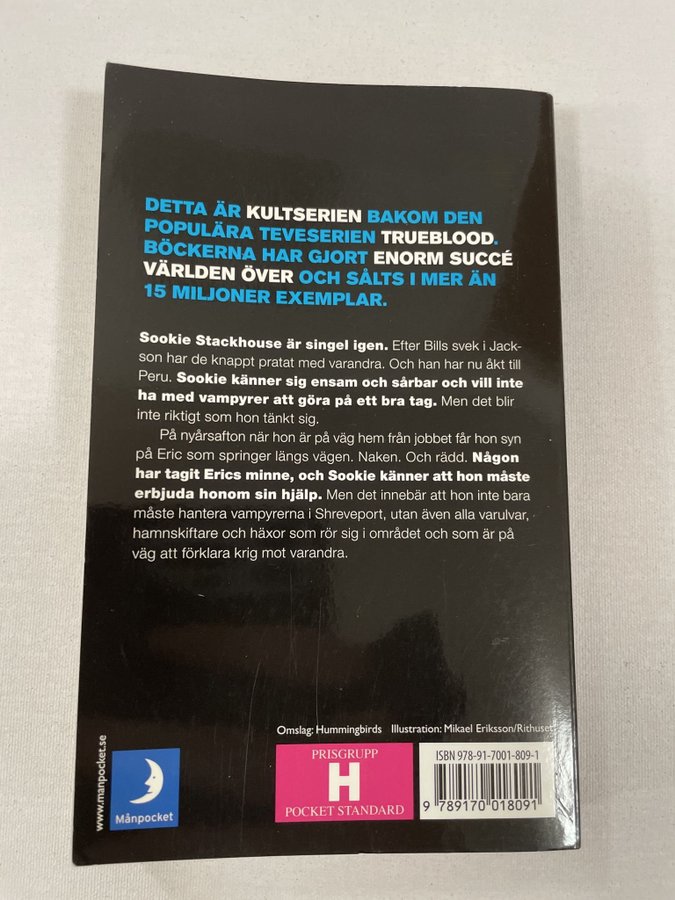 DETTA ÄR KULTSERIEN BAKOM DEN
POPULÄRA TEVESERIEN TRUEBLOOD.
BÖCKERNA HAR GJORT ENORM SUCCÉ
VÄRLDEN ÖVER OCH SÅLTS I MER ÄN
15 MILJONER EXEMPLAR.
Sookie Stackhouse är singel igen. Efter Bills svek i Jack-
son har de knappt pratat med varandra. Och han har nu åkt till
Peru. Sookie känner sig ensam och sårbar och vill inte
ha med vampyrer att göra på ett bra tag. Men det blir
inte riktigt som hon tänkt sig.
På nyårsafton när hon är på väg hem från jobbet får hon syn
på Eric som springer längs vägen. Naken. Och rädd. Någon
har tagit Erics minne, och Sookie känner att hon måste
erbjuda honom sin hjälp. Men det innebär att hon inte bara
måste hantera vampyrerna i Shreveport, utan även alla varulvar,
hamnskiftare och häxor som rör sig i området och som är på
väg att förklara krig mot varandra.
Omslag: Hummingbirds Illustration: Mikael Eriksson/Rithuset
www.manpocket.se
Månpocket
PRISGRUPP
H
POCKET STANDARD
ISBN 978-91-7001-809-1
9 789170 018091